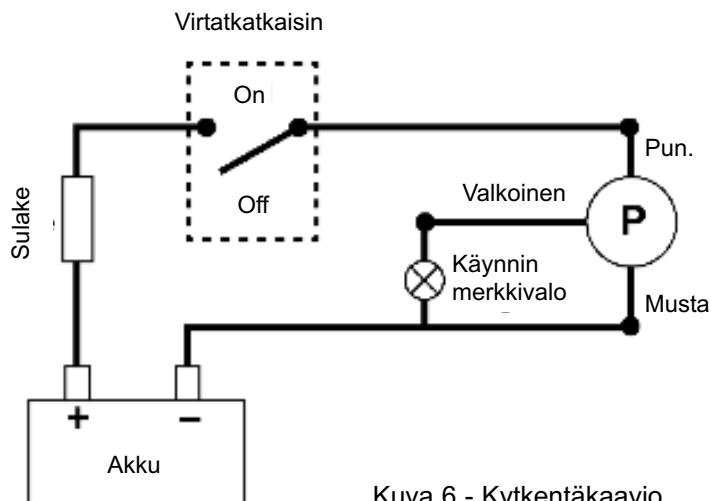 Virtatkatkaisin
On
Off
Sulake
Pun.
Valkoinen
P
Käynnin
merkkivalo
Musta
+
–
Akku
Kuva 6 - Kytkentäkaavio